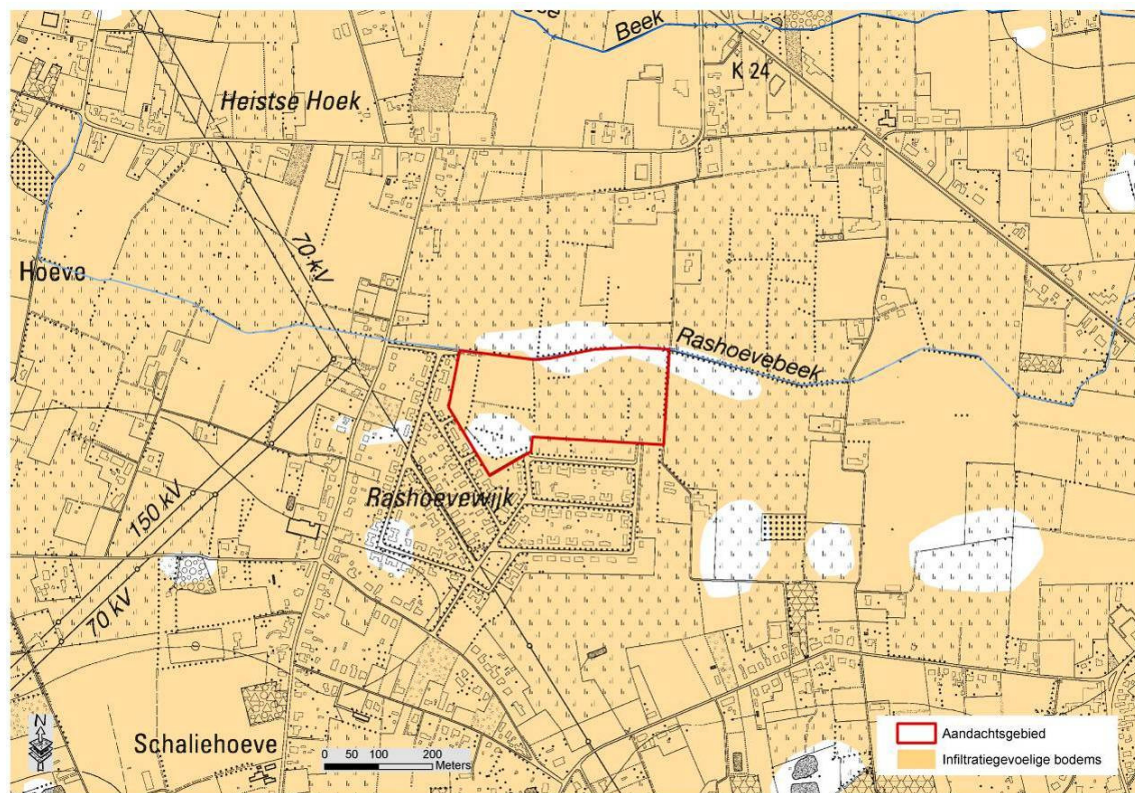 Beek
K 24
Heistse Hoek
70 kV
Hoeve
Rashoevebeek
Rashoevewijk
150 kV
70 kV
Schaliehoeve
N
0 50 100 200
Meters
Aandachtsgebied
Infiltratiegevoelige bodems